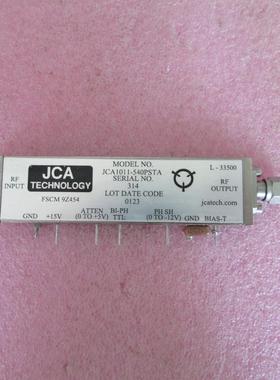 MODEL NO.
JCA1011-540PSTA
SERIAL NO.
314
LOT DATE CODE
0123
L - 33500
RF
INPUT
JCA
TECHNOLOGY
FSCM 9Z454
RF
OUTPUT
jcatech.com
GND
+15V
ATTEN
(0 TO +5V)
BI-PH
TTL
PH SH
(0 TO -12V)
GND
BIAS-T